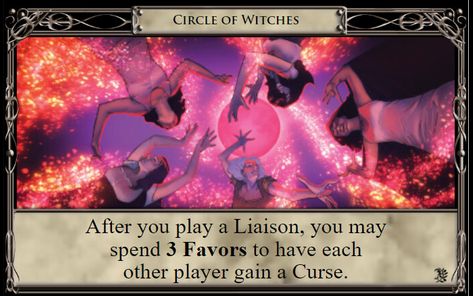 Circle of Witches
After you play a Liaison, you may
spend 3 Favors to have each
other player gain a Curse.